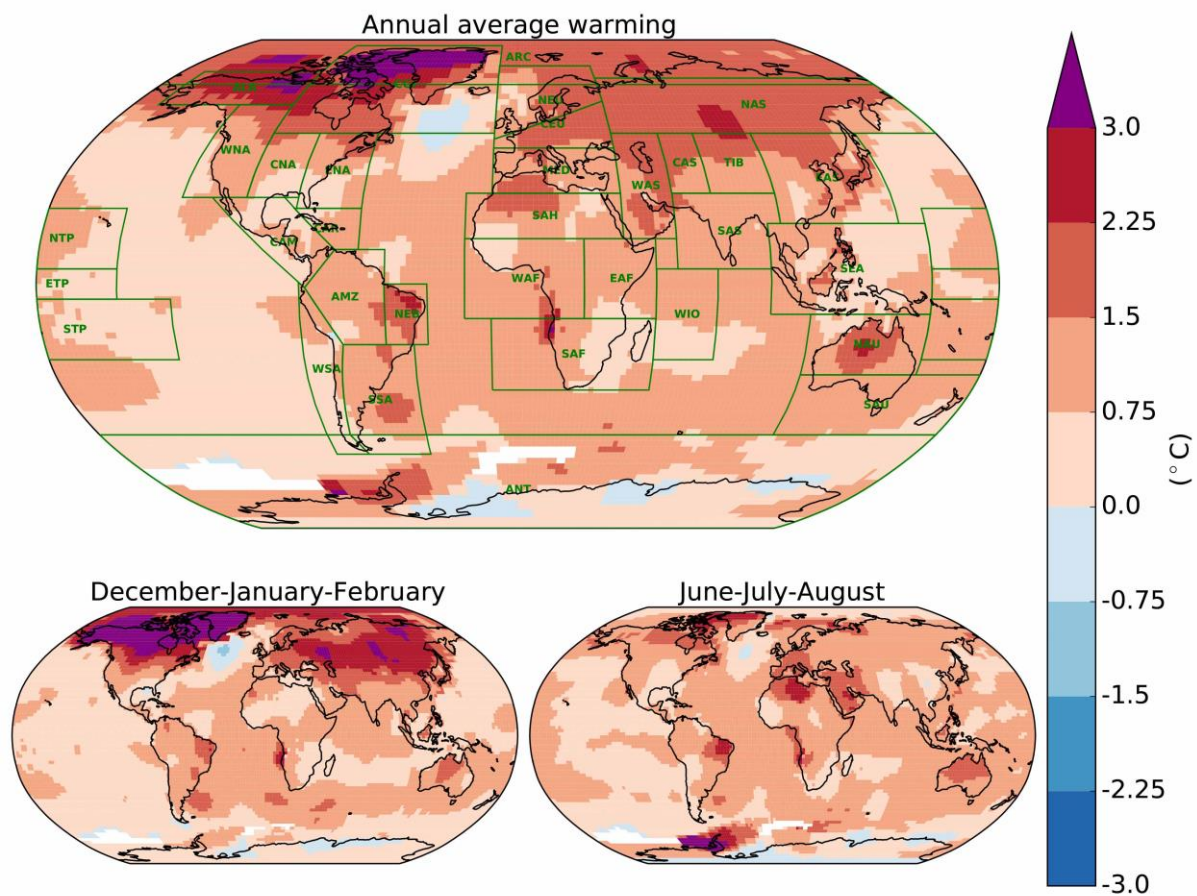 Annual average warming
ARC
ALA
CGI
NEU
NAS
CEU
WNA
CNA
ENA
MED
WAS
CAS
TIB
EAS
SAH
SAS
NTP
CAM
CAR
SEA
ETP
AMZ
NEB
WAF
EAF
STP
WIO
WSA
SAF
NAU
SSA
SAU
ANT
3.0
2.25
1.5
0.75
0.0
-0.75
-1.5
-2.25
-3.0
(°C)
December-January-February
June-July-August